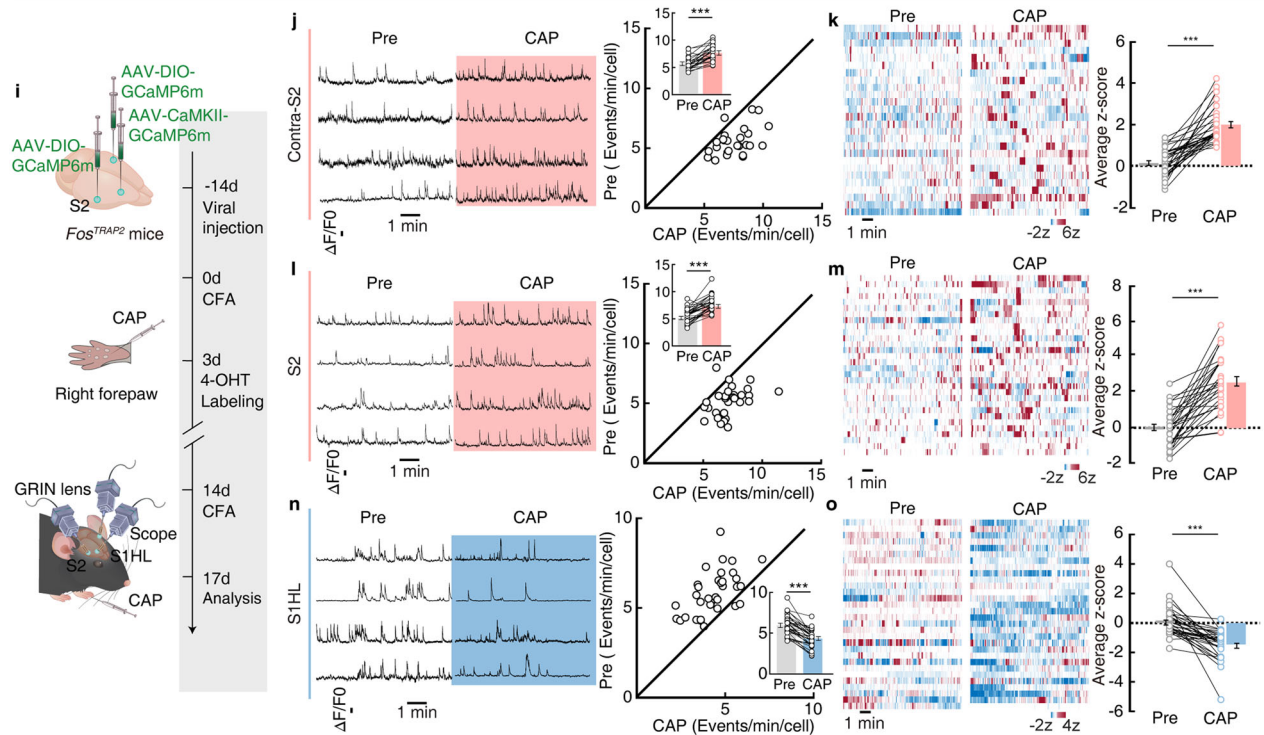 i
AAV-DIO-
GCaMP6m
AAV-CaMKII-
GCaMP6m
AAV-DIO-
GCaMP6m
S2
Fos^TRAP2 mice
-14d
Viral
injection
0d
CFA
CAP
3d
4-OHT
Labeling
Right forepaw
14d
CFA
GRIN lens
Scope
S1HL
S2
CAP
17d
Analysis
j
Pre
CAP
Contra-S2
ΔF/F0
1 min
Pre ( Events/min/cell)
15
10
5
0
5
10
15
CAP (Events/min/cell)
***
15
10
5
0
Pre CAP
k
Pre
CAP
1 min
-2z 6z
Average z-score
6
4
2
0
-2
***
Pre
CAP
l
Pre
CAP
S2
ΔF/F0
1 min
Pre ( Events/min/cell)
15
10
5
0
5
10
15
CAP (Events/min/cell)
***
15
10
5
0
Pre CAP
m
Pre
CAP
1 min
-2z 6z
Average z-score
8
6
4
2
0
-2
***
Pre
CAP
n
Pre
CAP
S1HL
ΔF/F0
1 min
Pre ( Events/min/cell)
10
5
0
5
10
CAP (Events/min/cell)
***
10
5
0
Pre CAP
o
Pre
CAP
1 min
-2z 4z
Average z-score
6
4
2
0
-2
-4
-6
***
Pre
CAP